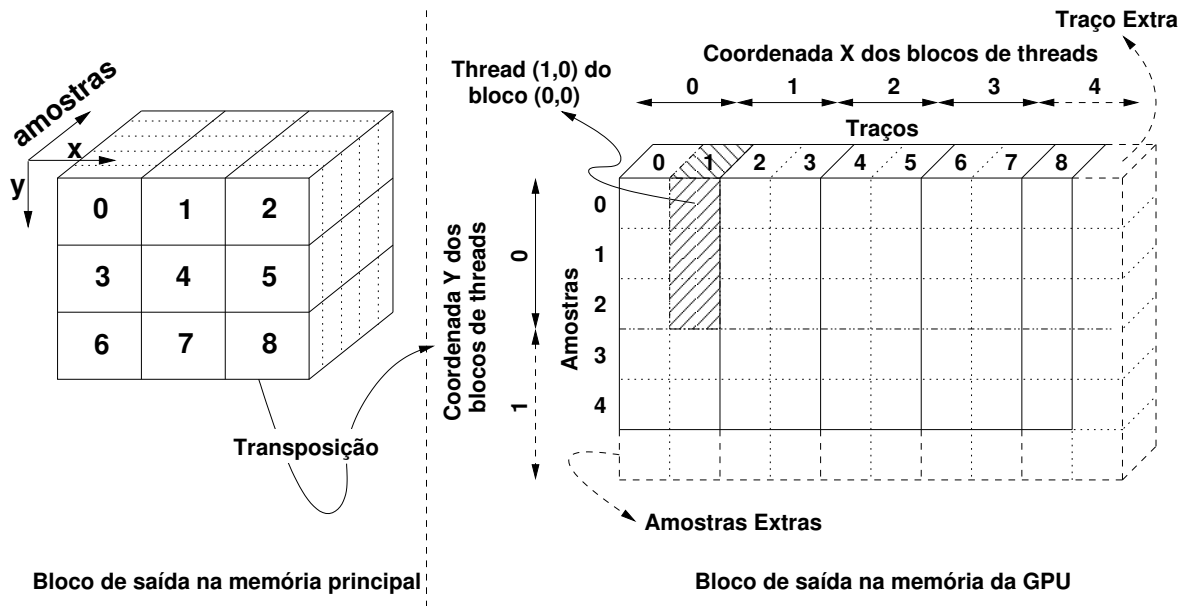 amostras
x
y
0 1 2
3 4 5
6 7 8
Transposição
Bloco de saída na memória principal
Traço Extra
Coordenada X dos blocos de threads
0 1 2 3 4
Thread (1,0) do
bloco (0,0)
Traços
0 1 2 3 4 5 6 7 8
Coordenada Y dos
blocos de threads
0
1
Amostras
0
1
2
3
4
Amostras Extras
Bloco de saída na memória da GPU